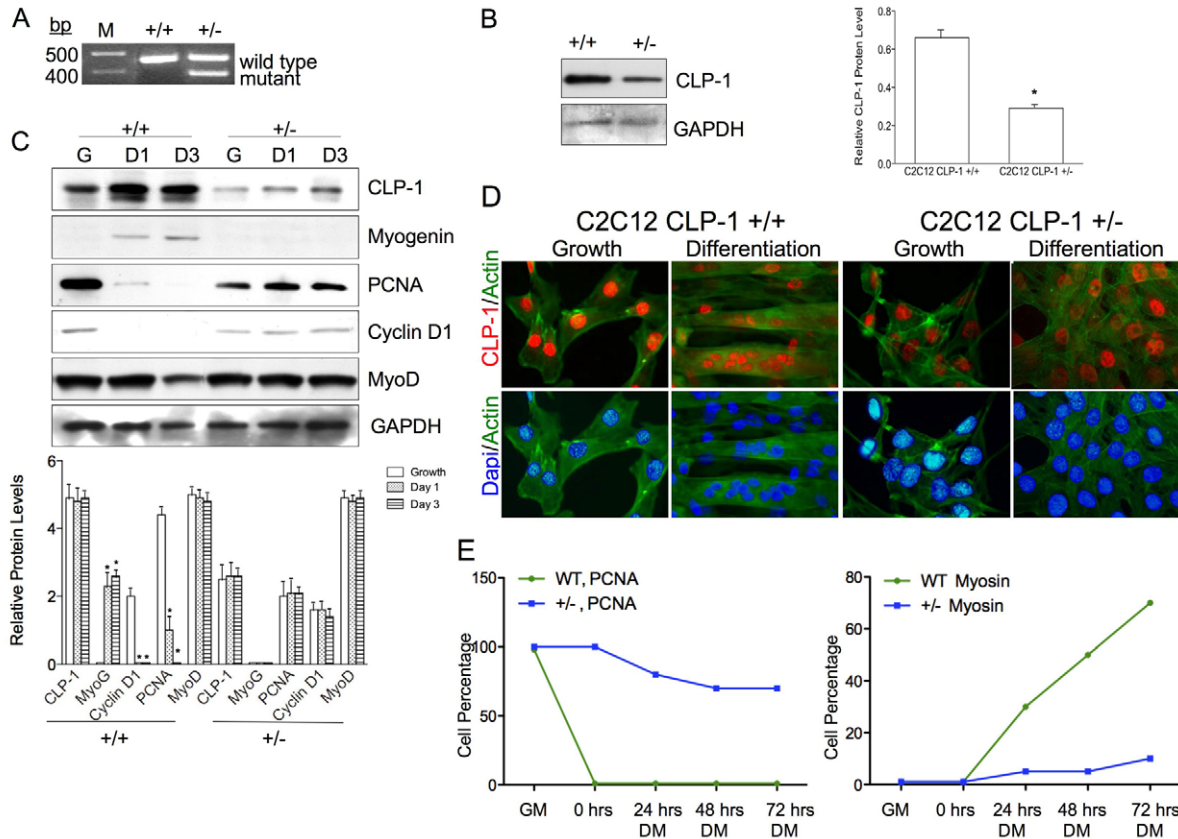 A
bp M +/+ +/-
500 wild type
400 mutant
B
+/+ +/-
CLP-1
GAPDH
Relative CLP-1 Protein Level
0.8
0.6
0.4
0.2
0.0
C2C12 CLP-1 +/+ C2C12 CLP-1 +/-
*
C
+/+ +/-
G D1 D3 G D1 D3
CLP-1
Myogenin
PCNA
Cyclin D1
MyoD
GAPDH
Relative Protein Levels
6
4
2
0
Growth
Day 1
Day 3
* *
* *
*
*
CLP-1 MyoG Cyclin D1 PCNA MyoD CLP-1 MyoG PCNA Cyclin D1 MyoD
+/+ +/-
D
C2C12 CLP-1 +/+ C2C12 CLP-1 +/-
Growth Differentiation Growth Differentiation
CLP-1/Actin
Dapi/Actin
E
WT, PCNA
+/- , PCNA
Cell Percentage
150
100
50
0
GM 0 hrs 24 hrs 48 hrs 72 hrs
DM DM DM
WT Myosin
+/- Myosin
Cell Percentage
80
60
40
20
0
GM 0 hrs 24 hrs 48 hrs 72 hrs
DM DM DM